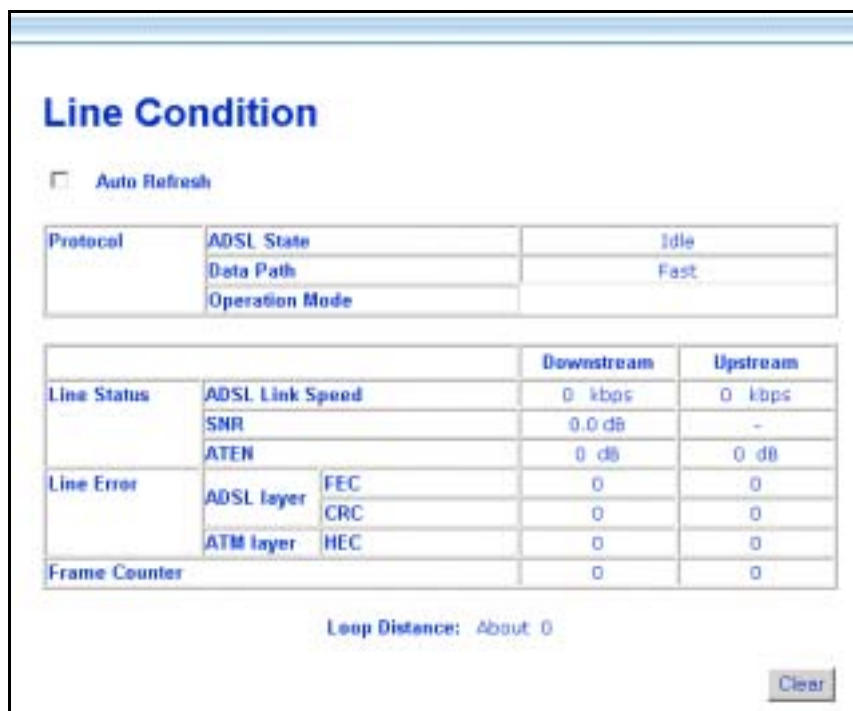 Line Condition
Auto Refresh
Protocol ADSL State Idle
Data Path Fast
Operation Mode
Downstream Upstream
Line Status ADSL Link Speed 0 kbps 0 kbps
SNR 0.0 dB -
ATEN 0 dB 0 dB
Line Error ADSL layer FEC 0 0
CRC 0 0
ATM layer HEC 0 0
Frame Counter 0 0
Loop Distance: About 0
Clear